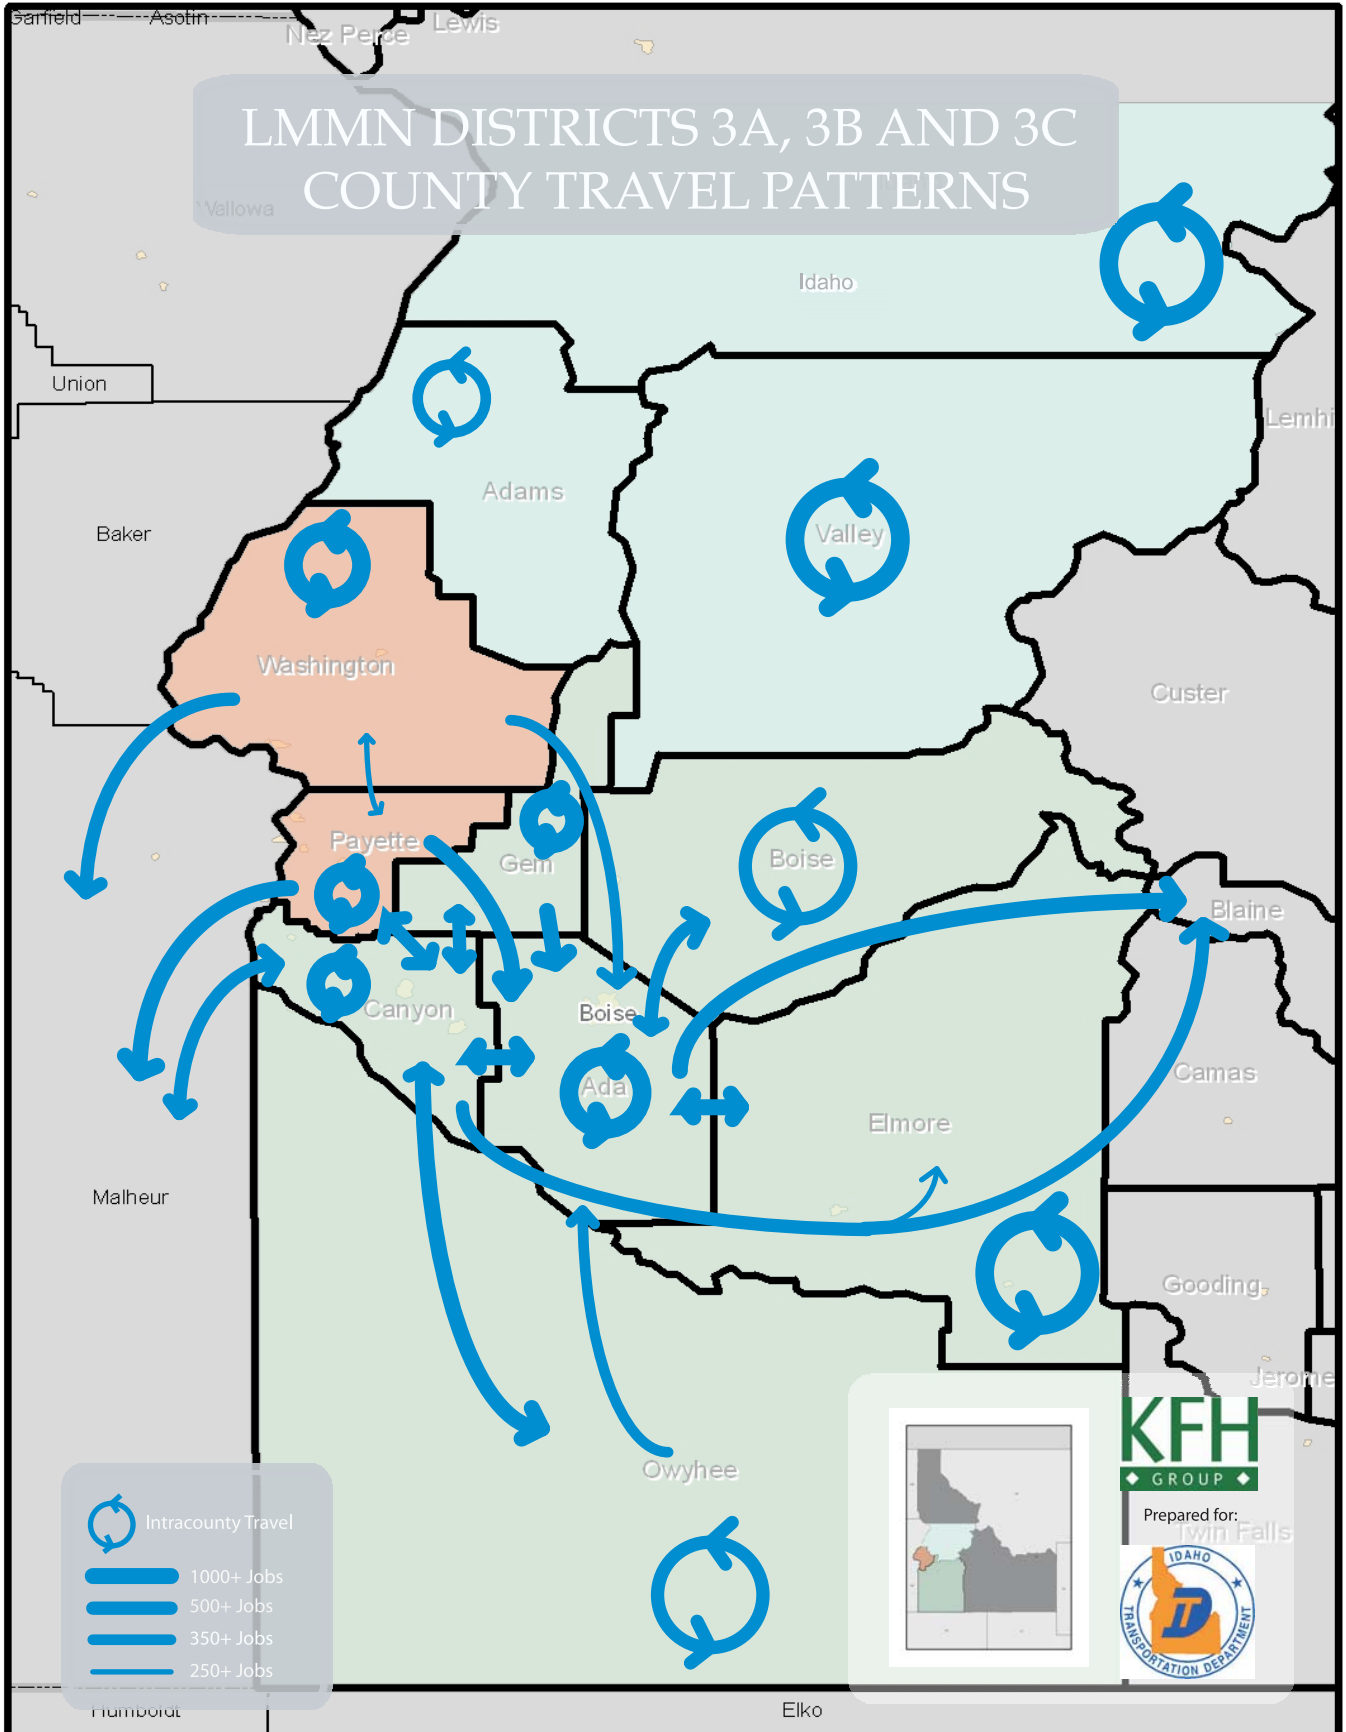 Garfield
Asotin
Nez Perce
Lewis
LMMN DISTRICTS 3A, 3B AND 3C
COUNTY TRAVEL PATTERNS
Wallowa
Idaho
Union
Lemhi
Adams
Baker
Valley
Washington
Custer
Payette
Gem
Boise
Blaine
Canyon
Boise
Ada
Camas
Elmore
Malheur
Gooding
Jerome
Owyhee
KFH
GROUP
Prepared for:
Twin Falls
IDAHO
TRANSPORTATION DEPARTMENT
Intracounty Travel
1000+ Jobs
500+ Jobs
350+ Jobs
250+ Jobs
Humboldt
Elko